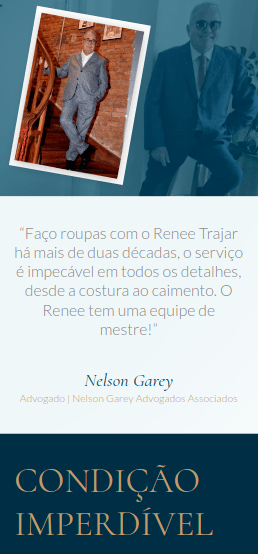 “Faço roupas com o Renee Trajar
há mais de duas décadas, o serviço
é impecável em todos os detalhes,
desde a costura ao caimento. O
Renee tem uma equipe de
mestre!”
Nelson Garey
Advogado | Nelson Garey Advogados Associados
CONDIÇÃO
IMPERDÍVEL